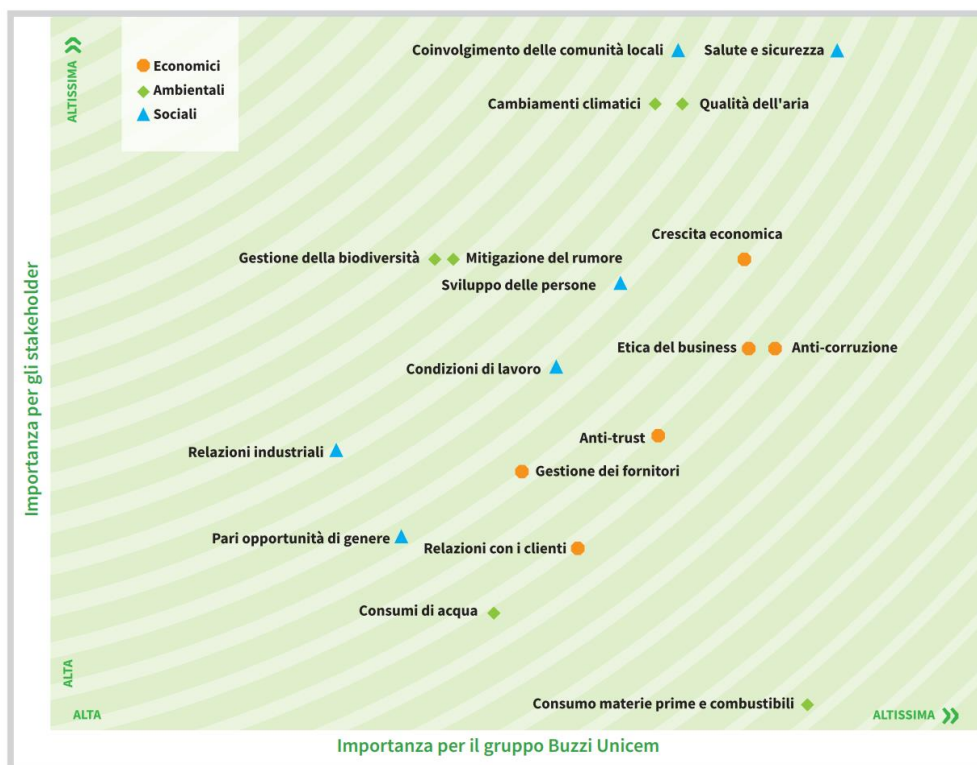 ALTISSIMA
Economici
Ambientali
Sociali
Coinvolgimento delle comunità locali
Salute e sicurezza
Cambiamenti climatici
Qualità dell'aria
Crescita economica
Gestione della biodiversità
Mitigazione del rumore
Sviluppo delle persone
Importanza per gli stakeholder
Etica del business
Anti-corruzione
Condizioni di lavoro
Anti-trust
Relazioni industriali
Gestione dei fornitori
Pari opportunità di genere
Relazioni con i clienti
Consumi di acqua
ALTA
Consumo materie prime e combustibili
ALTA
ALTISSIMA
Importanza per il gruppo Buzzi Unicem